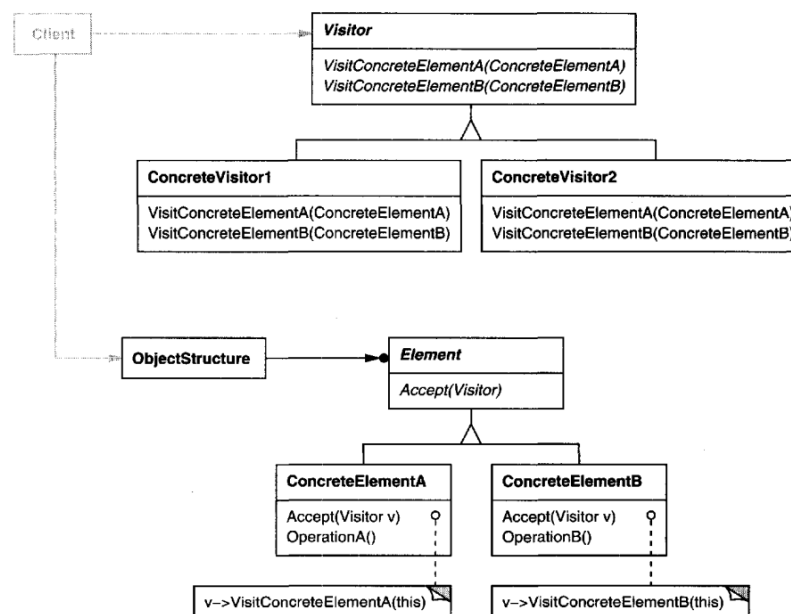 Client
Visitor
VisitConcreteElementA(ConcreteElementA)
VisitConcreteElementB(ConcreteElementB)
ConcreteVisitor1
VisitConcreteElementA(ConcreteElementA)
VisitConcreteElementB(ConcreteElementB)
ConcreteVisitor2
VisitConcreteElementA(ConcreteElementA)
VisitConcreteElementB(ConcreteElementB)
ObjectStructure
Element
Accept(Visitor)
ConcreteElementA
Accept(Visitor v)
OperationA()
ConcreteElementB
Accept(Visitor v)
OperationB()
v->VisitConcreteElementA(this)
v->VisitConcreteElementB(this)